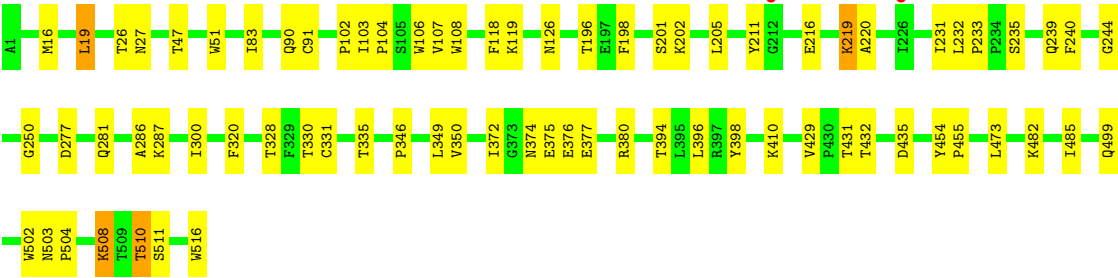 A1 M16 L19 T26 N27 T47 W51 I83 Q90 C91 P102 I103 P104 S105 W106 V107 W108 F118 K119 N126 T196 E197 F198 S201 K202 L205 Y211 G212 E216 K219 A220 I226 I231 L232 P233 P234 S235 Q239 F240 G244
G250 D277 Q281 A286 K287 I300 F320 T328 F329 T330 C331 T335 P346 L349 V350 I372 G373 N374 E375 E376 E377 R380 T394 L395 L396 R397 Y398 K410 V429 P430 T431 T432 D435 Y454 P455 L473 K482 I485 Q499
W502 N503 P504 K508 T509 T510 S511 W516